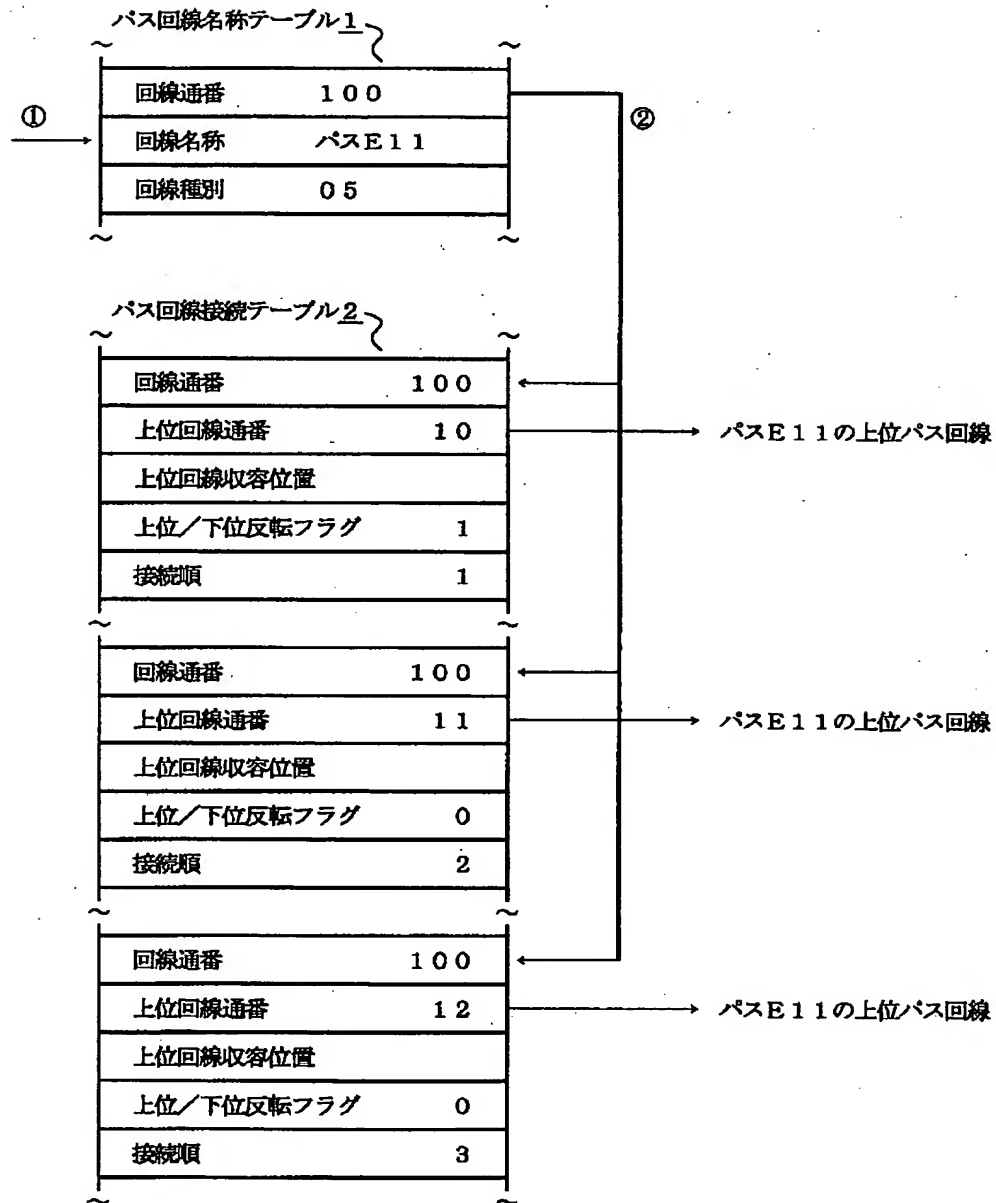 パス回線名称テーブル1
回線通番 100
①
②
回線名称 パスE11
回線種別 05
パス回線接続テーブル2
回線通番 100
上位回線通番 10
パスE11の上位パス回線
上位回線収容位置
上位/下位反転フラグ 1
接続順 1
回線通番 100
上位回線通番 11
パスE11の上位パス回線
上位回線収容位置
上位/下位反転フラグ 0
接続順 2
回線通番 100
上位回線通番 12
パスE11の上位パス回線
上位回線収容位置
上位/下位反転フラグ 0
接続順 3